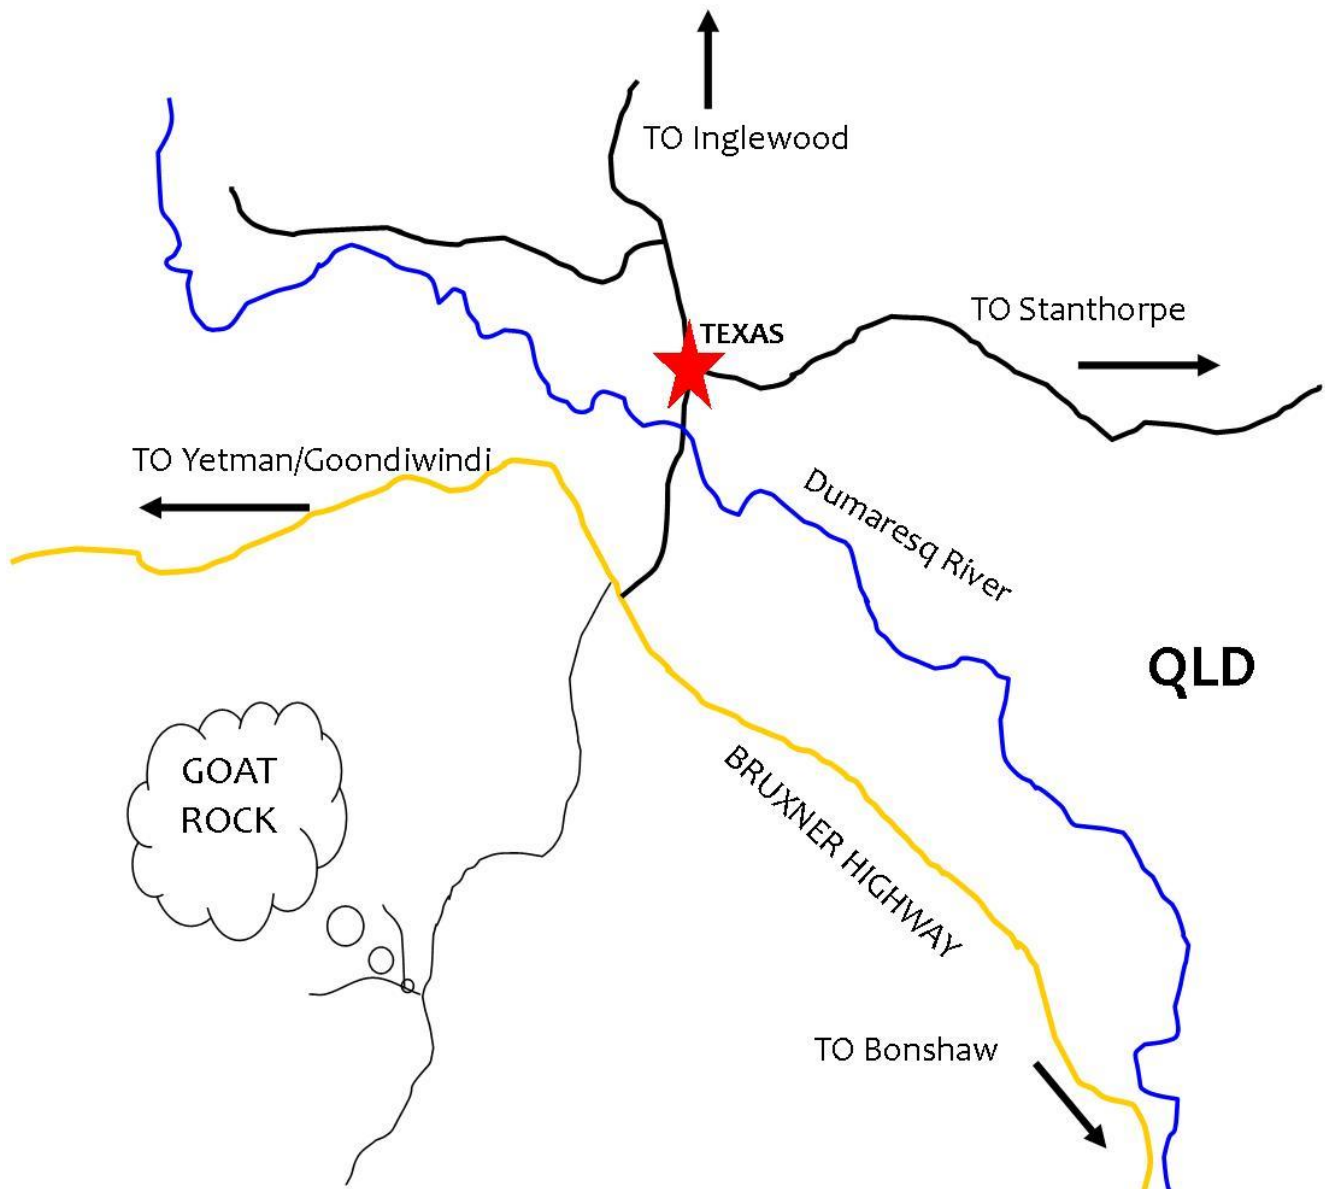 TO Inglewood
TO Stanthorpe
TEXAS
TO Yetman/Goondiwindi
Dumaresq River
QLD
GOAT
ROCK
BRUXNER HIGHWAY
TO Bonshaw